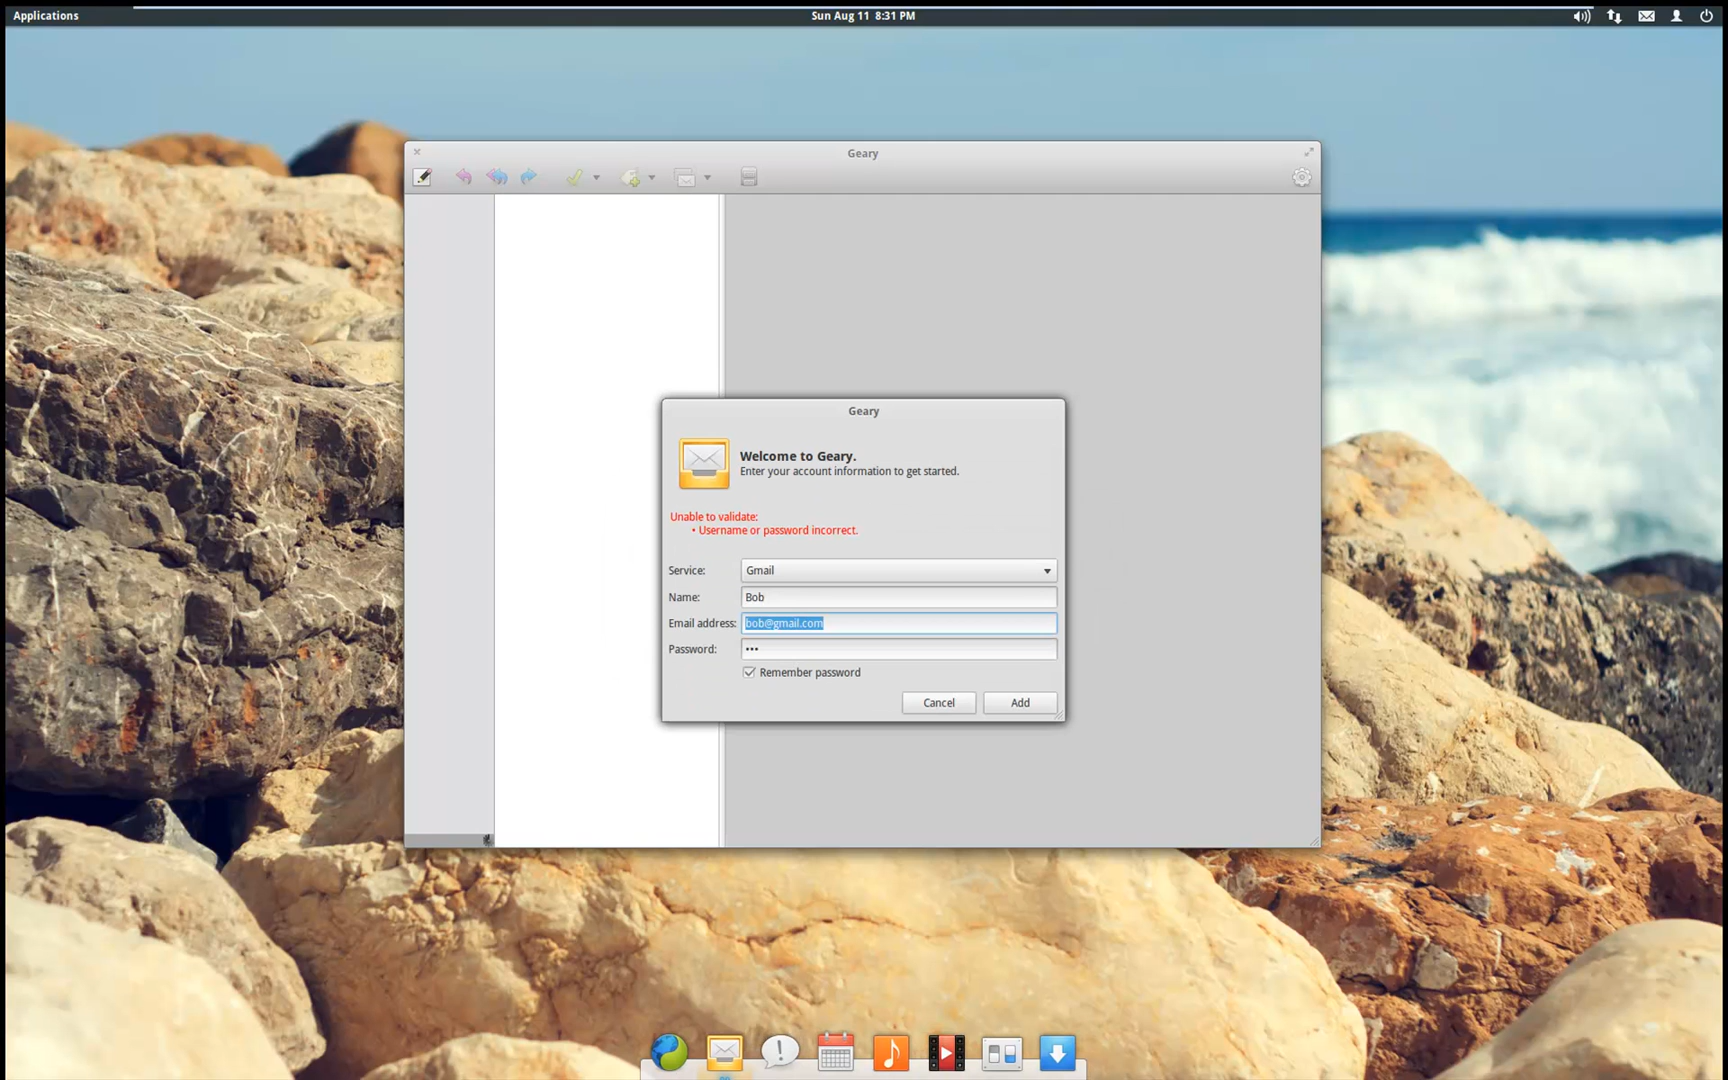 Applications
Sun Aug 11 8:31 PM
Geary
Geary
Welcome to Geary.
Enter your account information to get started.
Unable to validate:
• Username or password incorrect.
Service: Gmail
Name: Bob
Email address: bob@gmail.com
Password: •••
Remember password
Cancel Add